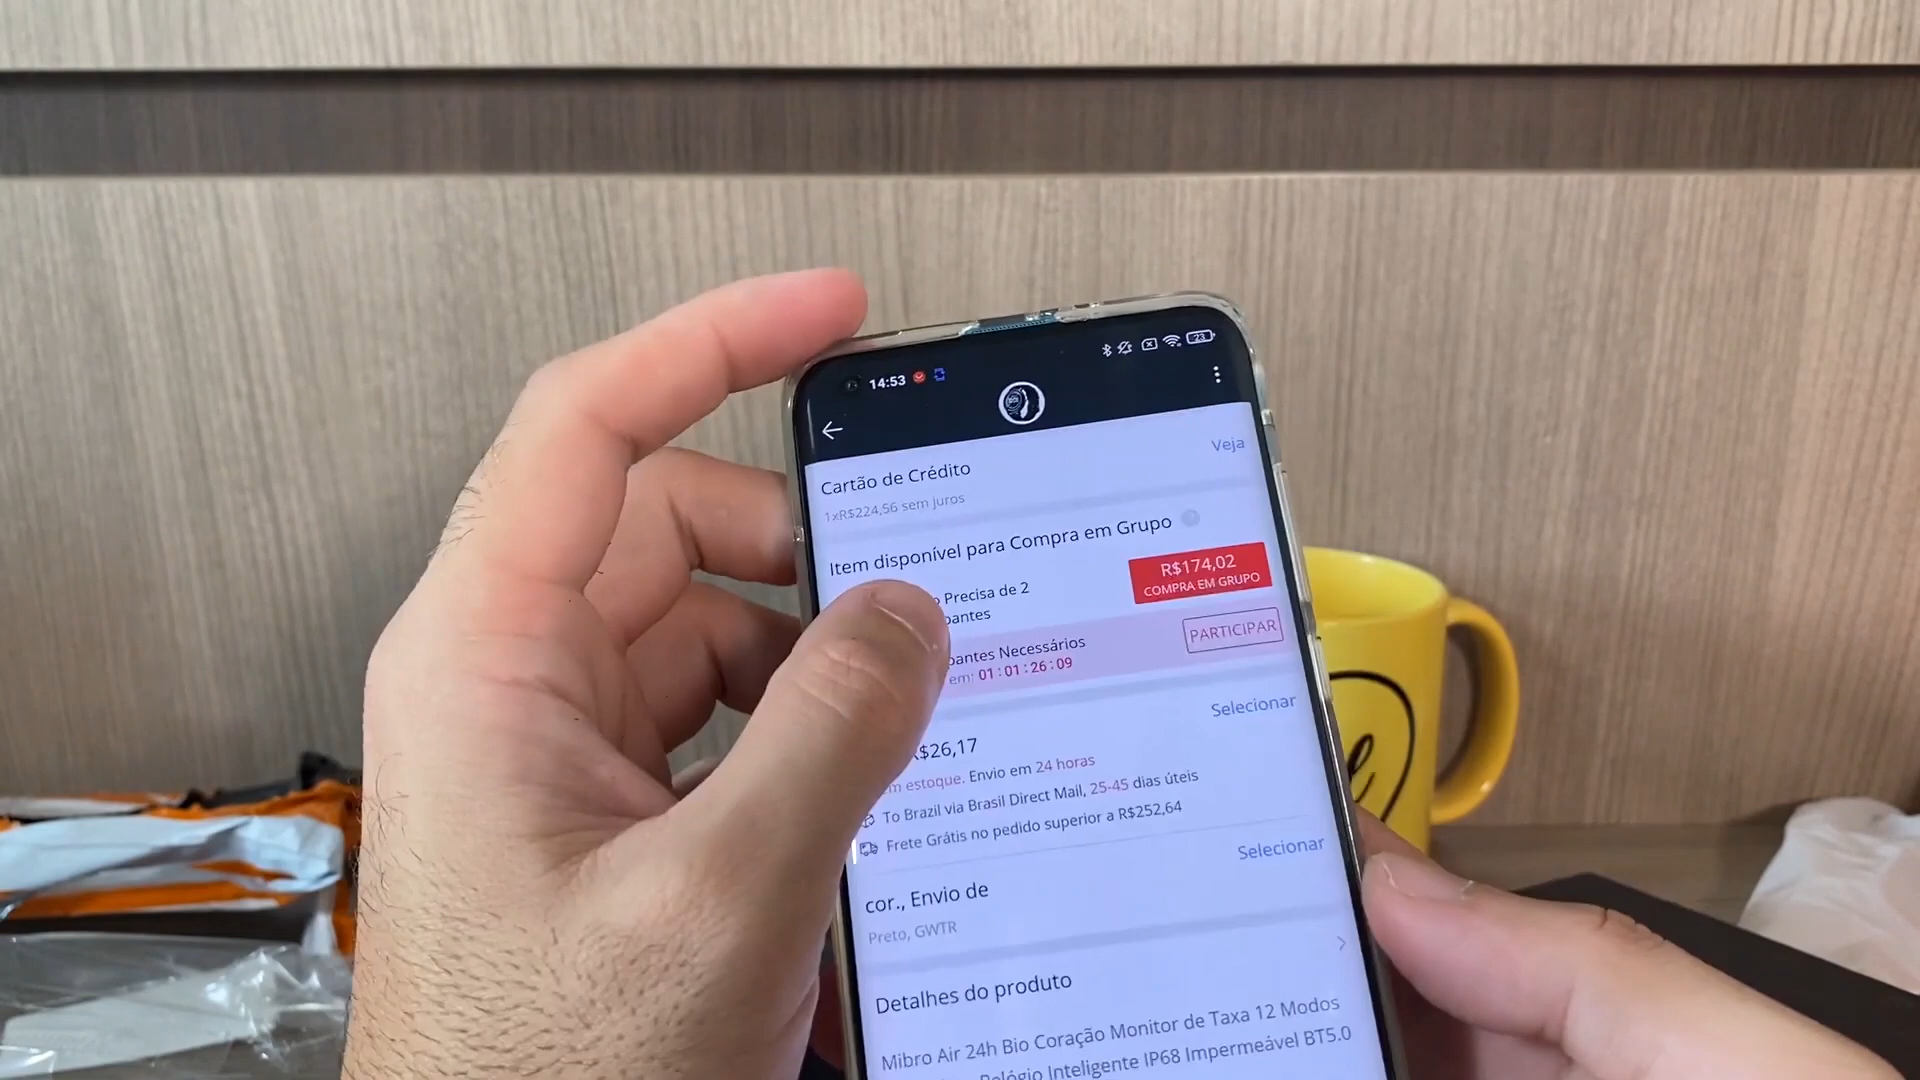 14:53
23
Cartão de Crédito
Veja
1xR$224,56 sem juros
Item disponível para Compra em Grupo
R$174,02
COMPRA EM GRUPO
Precisa de 2
Necessários
PARTICIPAR
em: 01:01:26:09
Selecionar
$26,17
estoque. Envio em 24 horas
To Brazil via Brasil Direct Mail, 25-45 dias úteis
Frete Grátis no pedido superior a R$252,64
Selecionar
cor., Envio de
Preto, GWTR
Detalhes do produto
Mibro Air 24h Bio Coração Monitor de Taxa 12 Modos
Relógio Inteligente IP68 Impermeável BT5.0